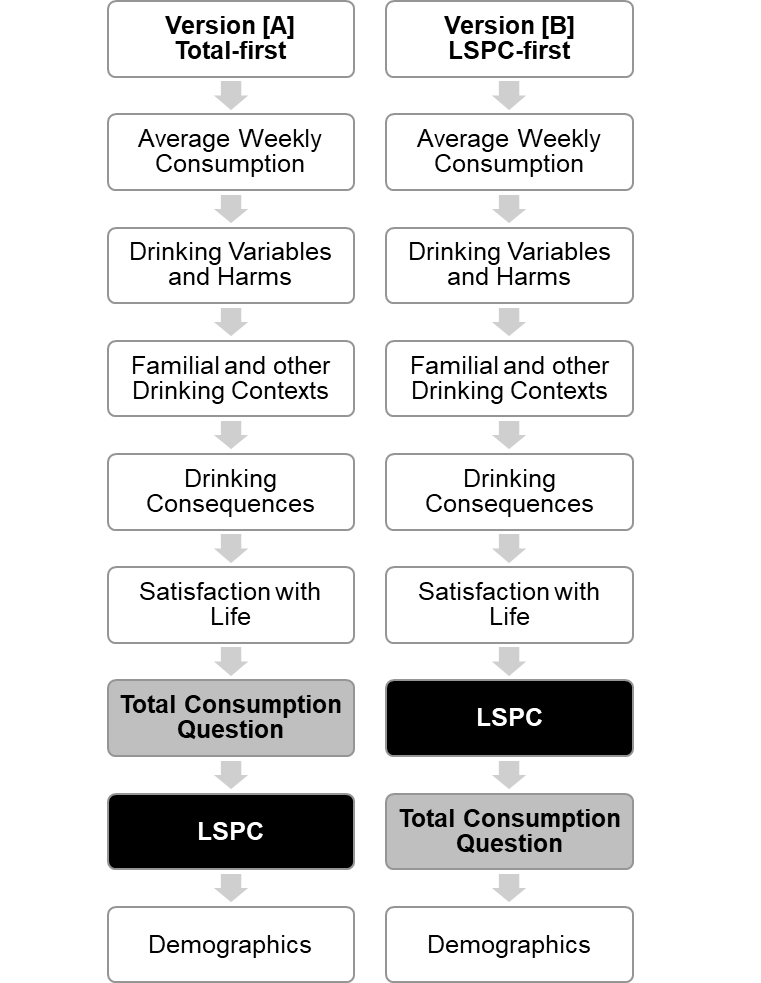 Version [A]
Total-first
Average Weekly
Consumption
Drinking Variables
and Harms
Familial and other
Drinking Contexts
Drinking
Consequences
Satisfaction with
Life
Total Consumption
Question
LSPC
Demographics
Version [B]
LSPC-first
Average Weekly
Consumption
Drinking Variables
and Harms
Familial and other
Drinking Contexts
Drinking
Consequences
Satisfaction with
Life
LSPC
Total Consumption
Question
Demographics